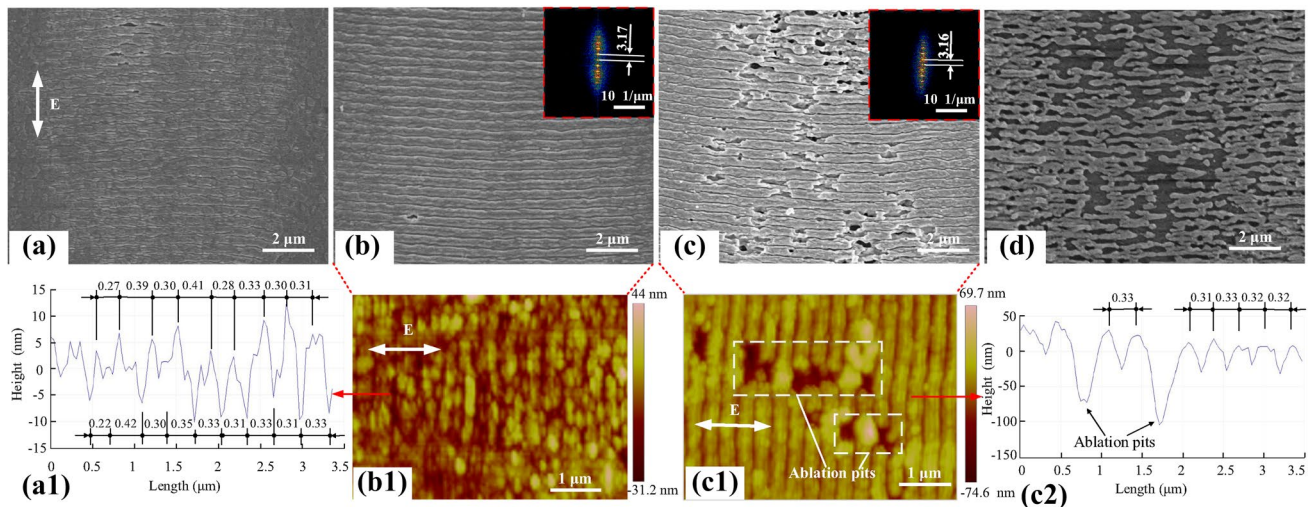 E
(a)
2 μm
3.17
10 1/μm
(b)
2 μm
3.16
10 1/μm
(c)
2 μm
(d)
2 μm
0.27 0.39 0.30 0.41 0.28 0.33 0.30 0.31
15
10
5
0
-5
-10
-15
Height (nm)
0.22 0.42 0.30 0.35 0.33 0.31 0.33 0.31 0.33
0 0.5 1 1.5 2 2.5 3 3.5
Length (μm)
(a1)
44 nm
E
1 μm
-31.2 nm
(b1)
69.7 nm
E
Ablation pits
1 μm
-74.6 nm
(c1)
0.33 0.31 0.33 0.32 0.32
50
0
-50
-100
-150
Height (nm)
Ablation pits
0 0.5 1 1.5 2 2.5 3 3.5
Length (μm)
(c2)